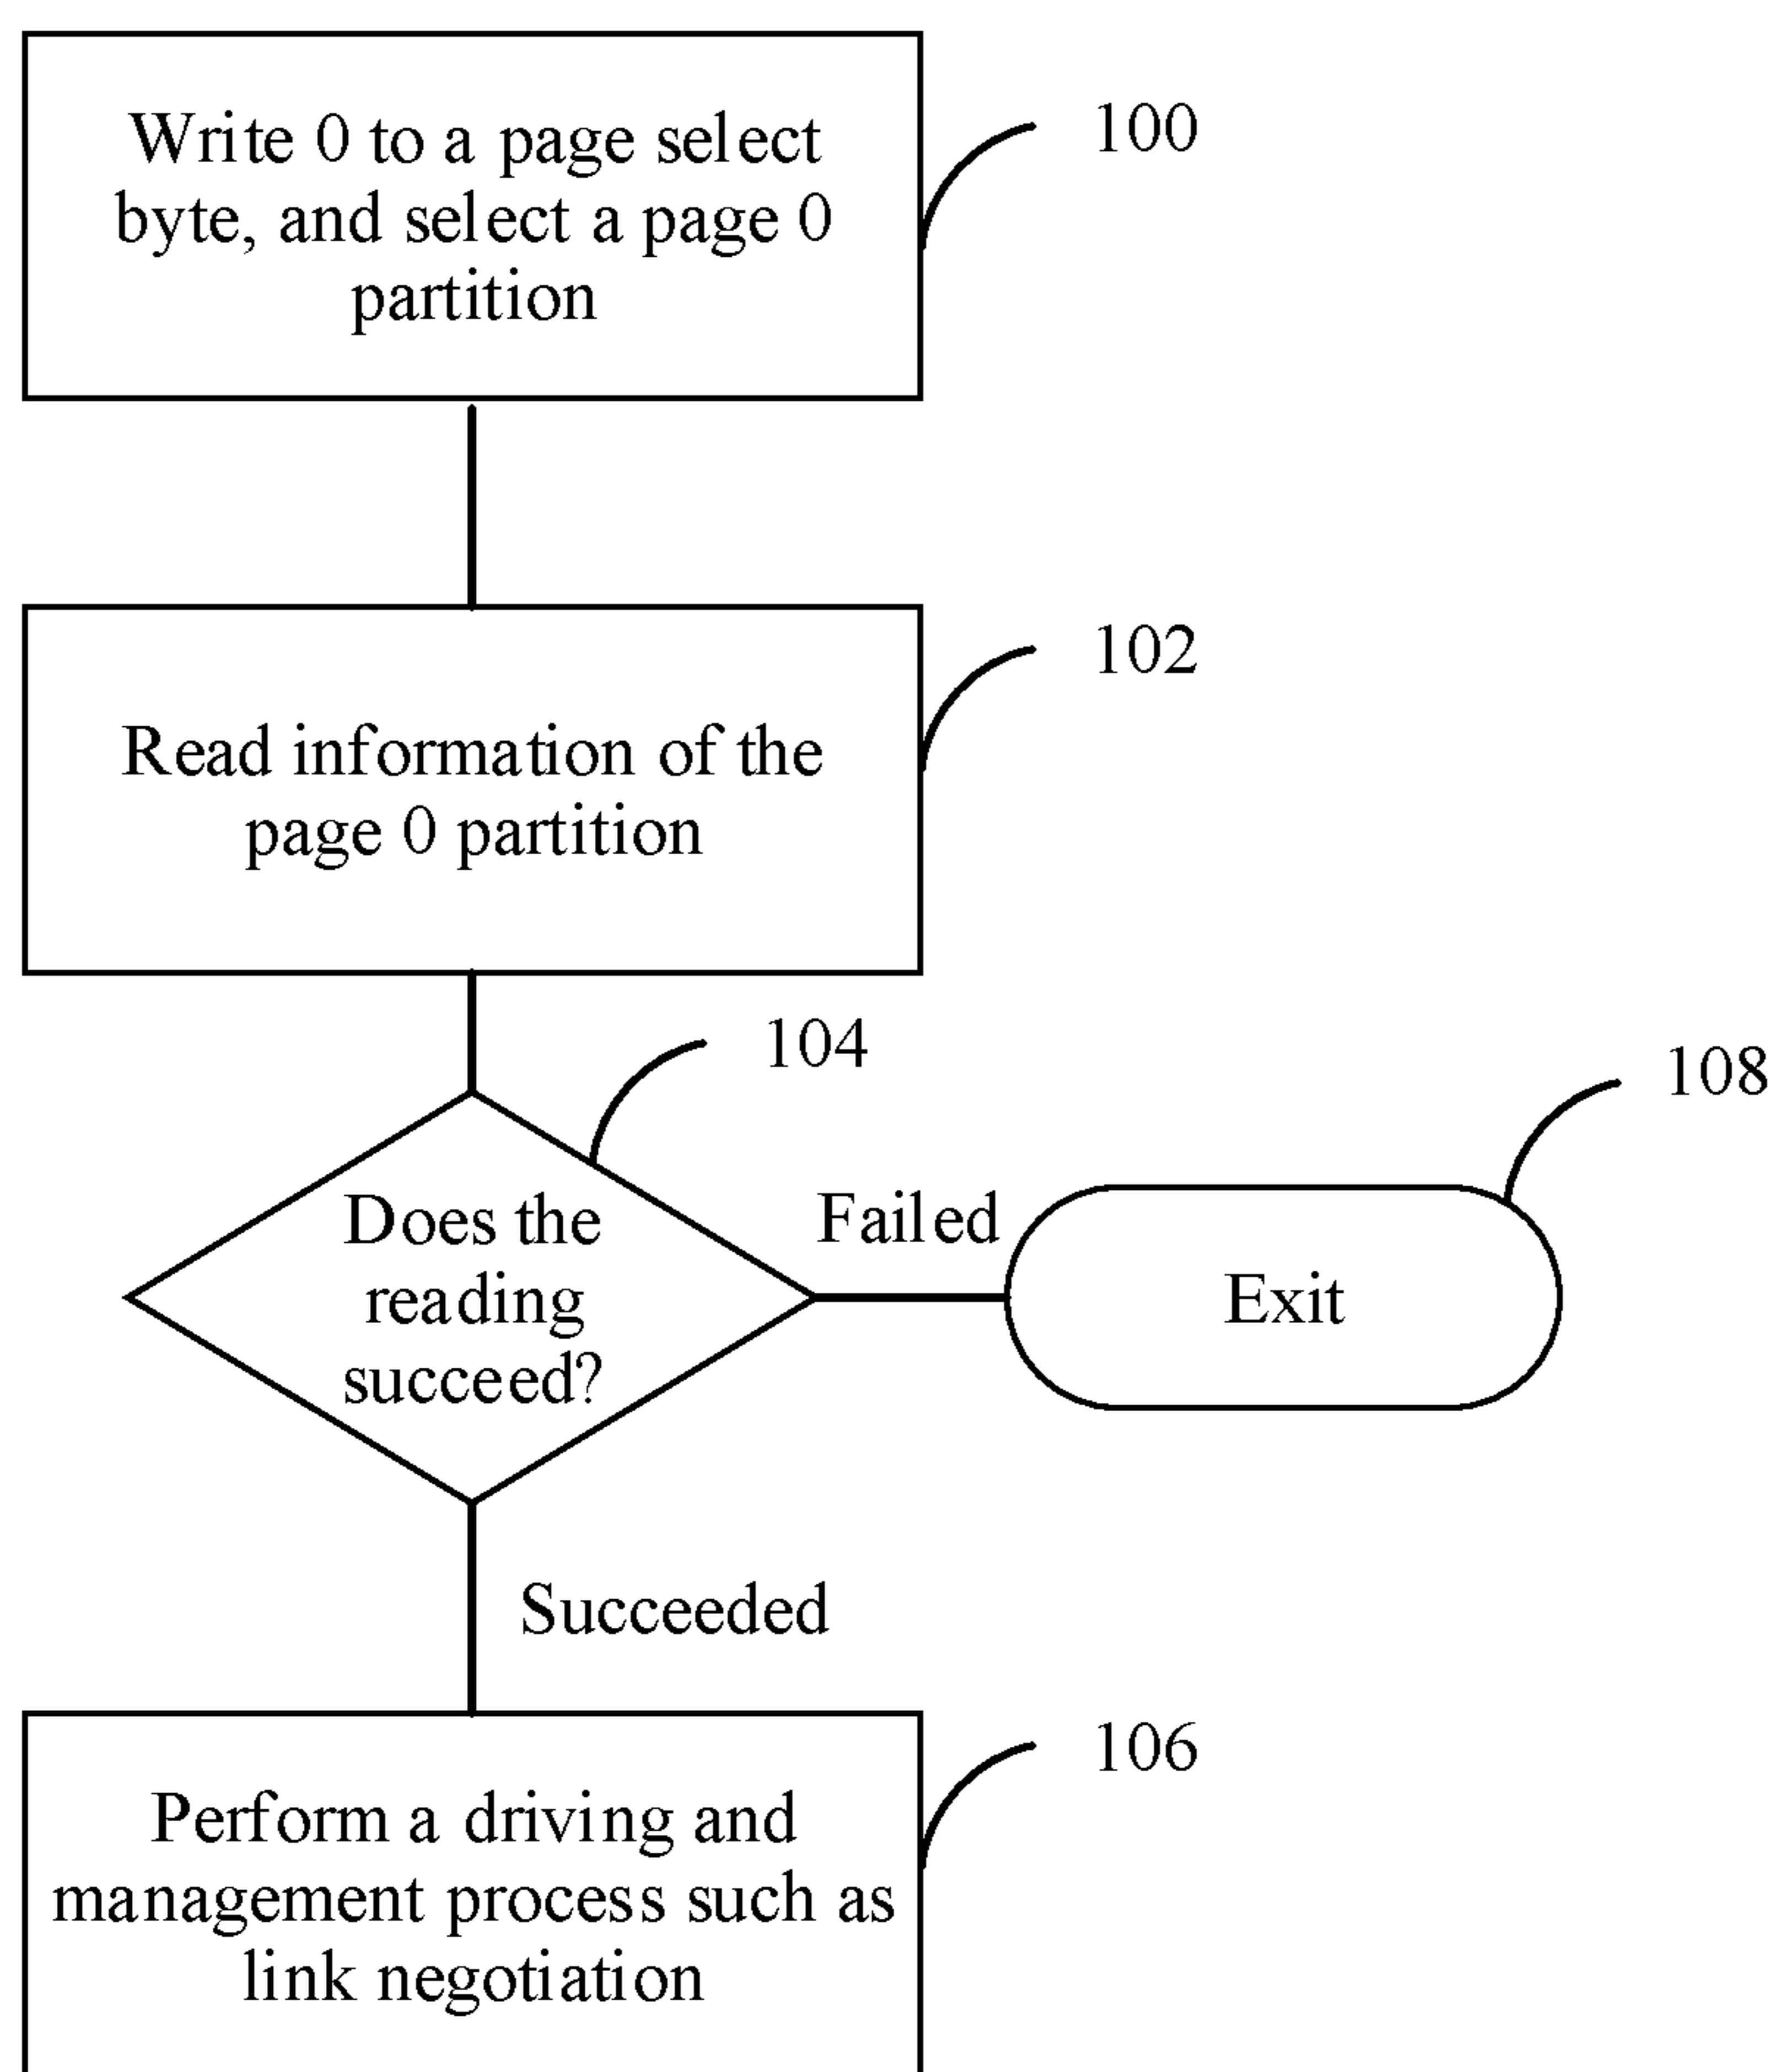 Write 0 to a page select
byte, and select a page 0
partition
100
Read information of the
page 0 partition
102
104
108
Does the
reading
succeed?
Failed
Exit
Succeeded
106
Perform a driving and
management process such as
link negotiation